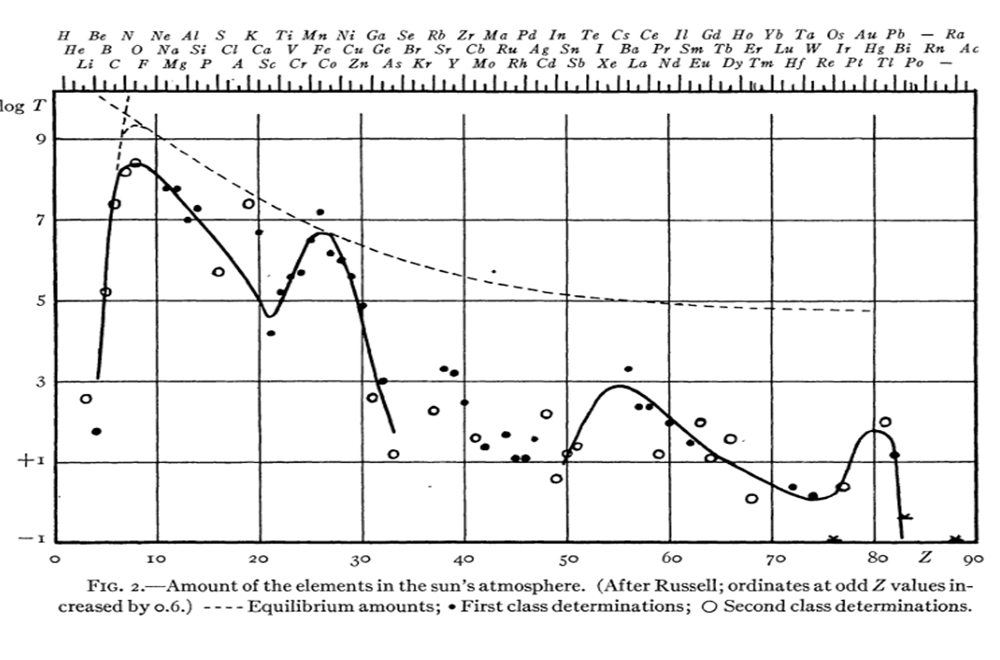 H Be N Ne Al S K Ti Mn Ni Ga Se Rb Zr Ma Pd In Te Cs Ce Il Gd Ho Yb Ta Os Au Pb — Ra
He B O Na Si Cl Ca V Fe Cu Ge Br Sr Cb Ru Ag Sn I Ba Pr Sm Tb Er Lu W Ir Hg Bi Rn Ac
Li C F Mg P A Sc Cr Co Zn As Kr Y Mo Rh Cd Sb Xe La Nd Eu Dy Tm Hf Re Pt Tl Po —
log T
9
7
5
3
+1
−1
0 10 20 30 40 50 60 70 80 Z 90
FIG. 2.—Amount of the elements in the sun's atmosphere. (After Russell; ordinates at odd Z values in-
creased by 0.6.) ---- Equilibrium amounts; • First class determinations; ○ Second class determinations.